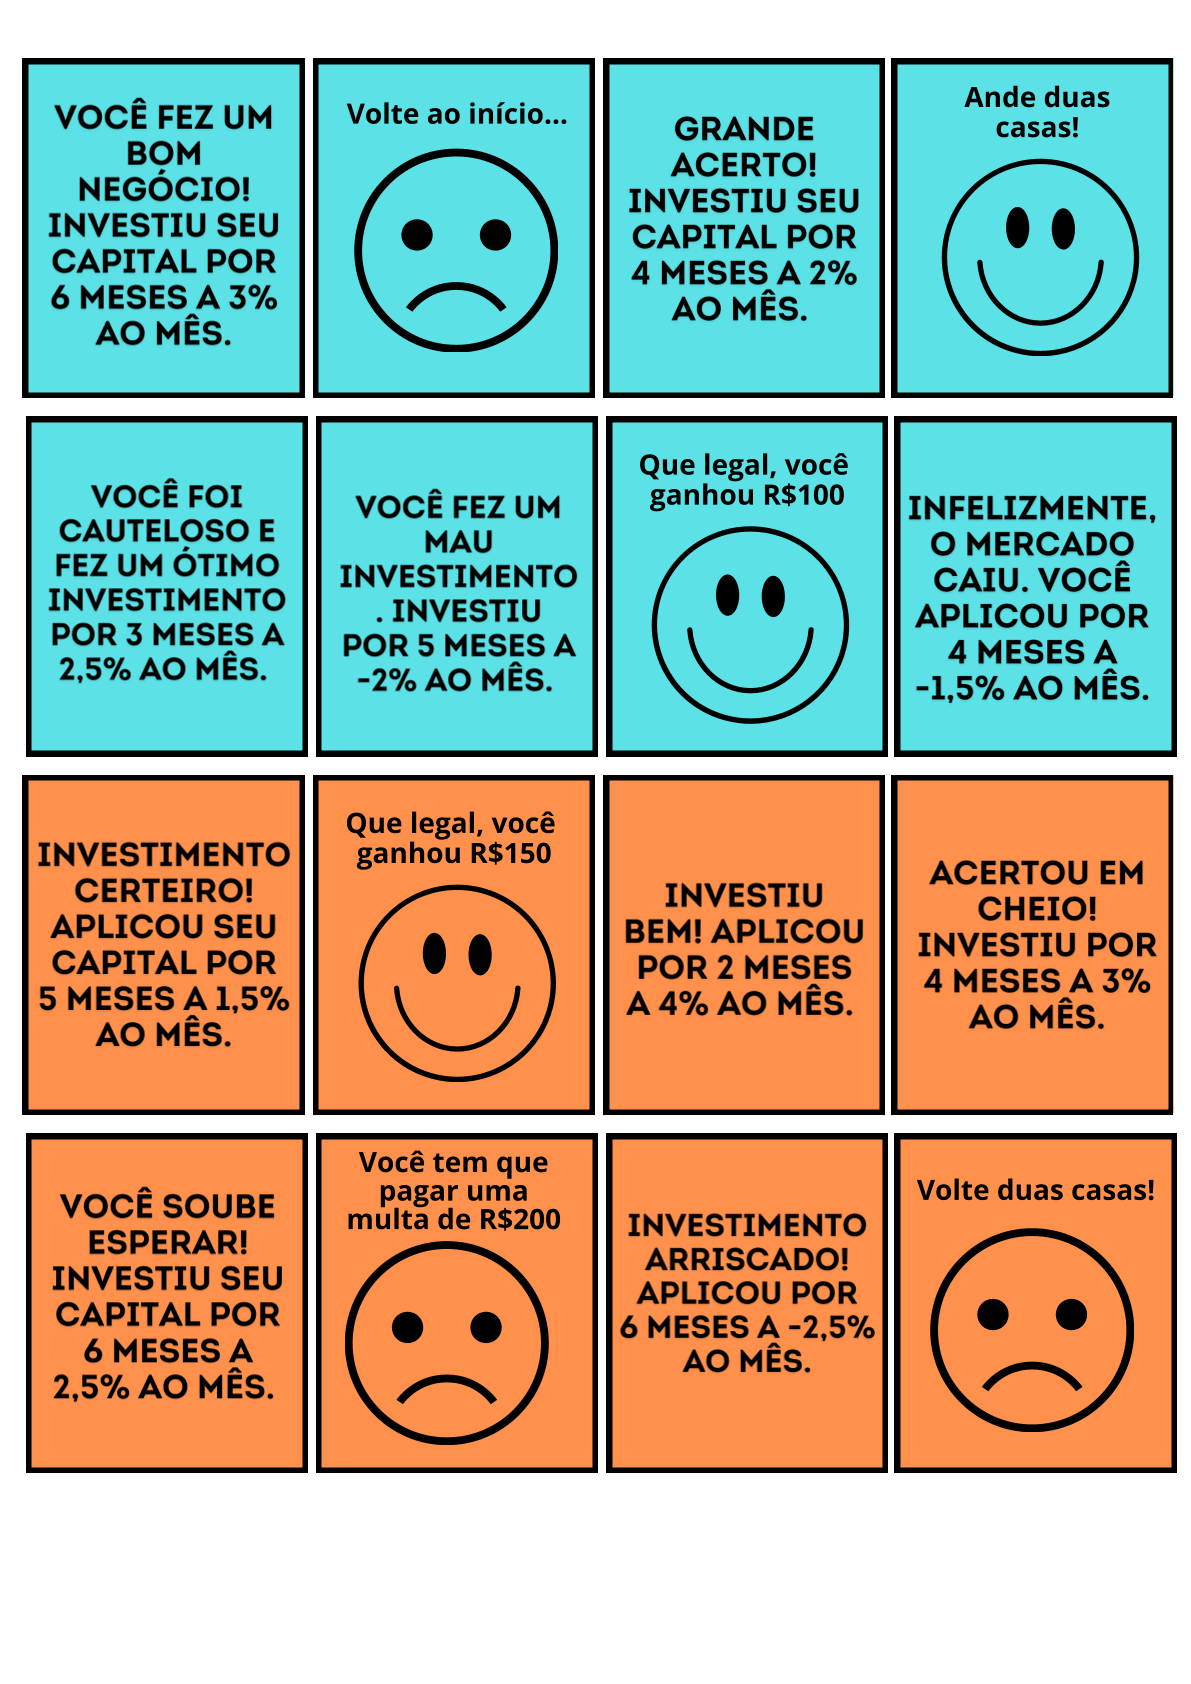 VOCÊ FEZ UM
BOM
NEGÓCIO!
INVESTIU SEU
CAPITAL POR
6 MESES A 3%
AO MÊS.
Volte ao início...
GRANDE
ACERTO!
INVESTIU SEU
CAPITAL POR
4 MESES A 2%
AO MÊS.
Ande duas
casas!
VOCÊ FOI
CAUTELOSO E
FEZ UM ÓTIMO
INVESTIMENTO
POR 3 MESES A
2,5% AO MÊS.
VOCÊ FEZ UM
MAU
INVESTIMENTO
. INVESTIU
POR 5 MESES A
-2% AO MÊS.
Que legal, você
ganhou R$100
INFELIZMENTE,
O MERCADO
CAIU. VOCÊ
APLICOU POR
4 MESES A
-1,5% AO MÊS.
INVESTIMENTO
CERTEIRO!
APLICOU SEU
CAPITAL POR
5 MESES A 1,5%
AO MÊS.
Que legal, você
ganhou R$150
INVESTIU
BEM! APLICOU
POR 2 MESES
A 4% AO MÊS.
ACERTOU EM
CHEIO!
INVESTIU POR
4 MESES A 3%
AO MÊS.
VOCÊ SOUBE
ESPERAR!
INVESTIU SEU
CAPITAL POR
6 MESES A
2,5% AO MÊS.
Você tem que
pagar uma
multa de R$200
INVESTIMENTO
ARRISCADO!
APLICOU POR
6 MESES A -2,5%
AO MÊS.
Volte duas casas!